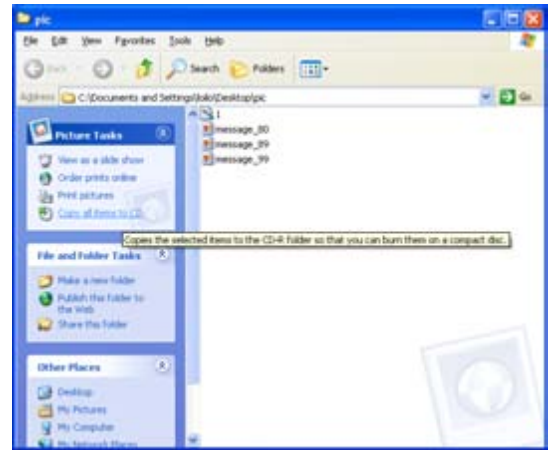 pic
File Edit View Favorites Tools Help
Back Search Folders
Address C:\Documents and Settings\lolo\Desktop\pic Go
Picture Tasks
View as a slide show
Order prints online
Print pictures
Copy all items to CD
1
message_80
message_89
message_99
Copies the selected items to the CD-R folder so that you can burn them on a compact disc.
File and Folder Tasks
Make a new folder
Publish this folder to
the Web
Share this folder
Other Places
Desktop
My Pictures
My Computer
My Network Places